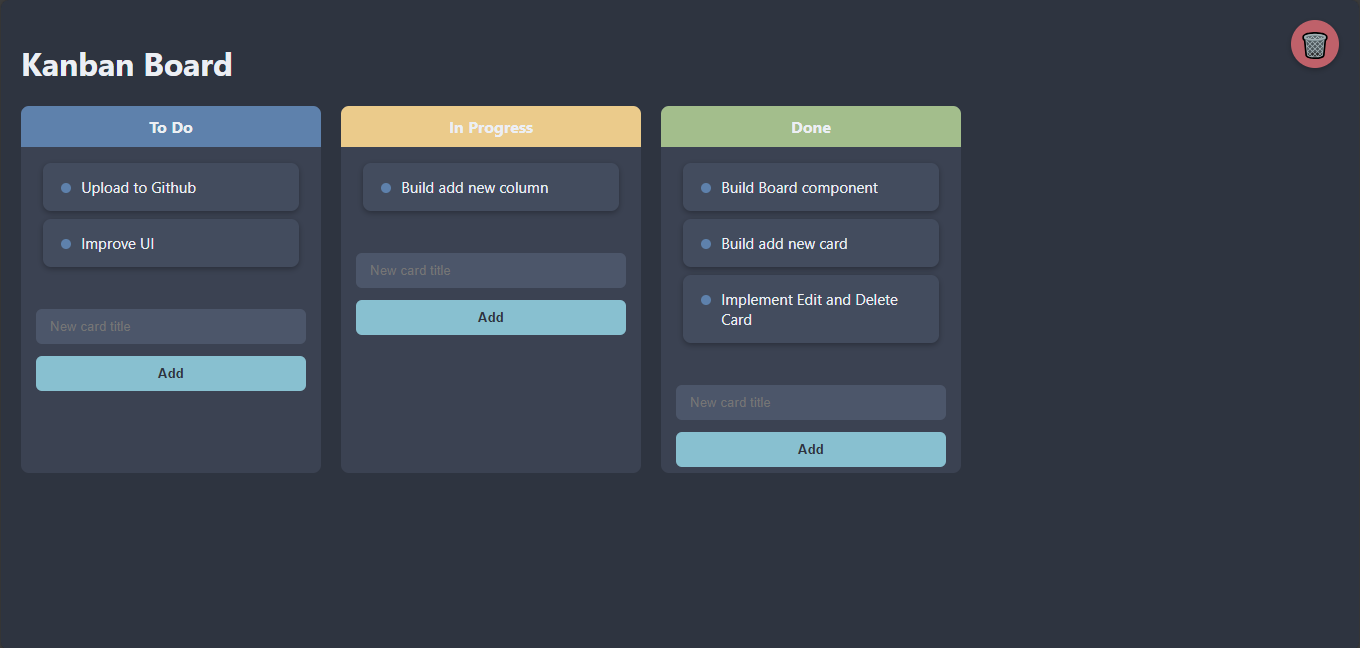 Kanban Board
To Do
Upload to Github
Improve UI
New card title
Add
In Progress
Build add new column
New card title
Add
Done
Build Board component
Build add new card
Implement Edit and Delete
Card
New card title
Add